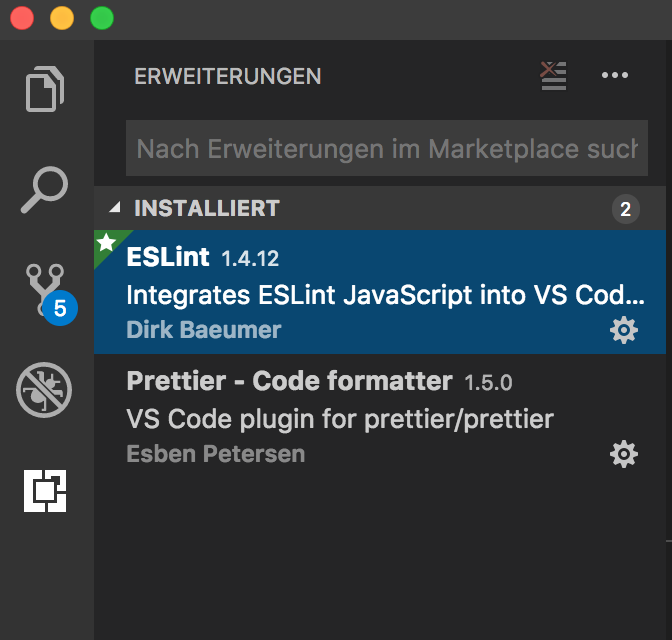 ERWEITERUNGEN
Nach Erweiterungen im Marketplace such
INSTALLIERT 2
ESLint 1.4.12
Integrates ESLint JavaScript into VS Cod...
5
Dirk Baeumer
Prettier - Code formatter 1.5.0
VS Code plugin for prettier/prettier
Esben Petersen